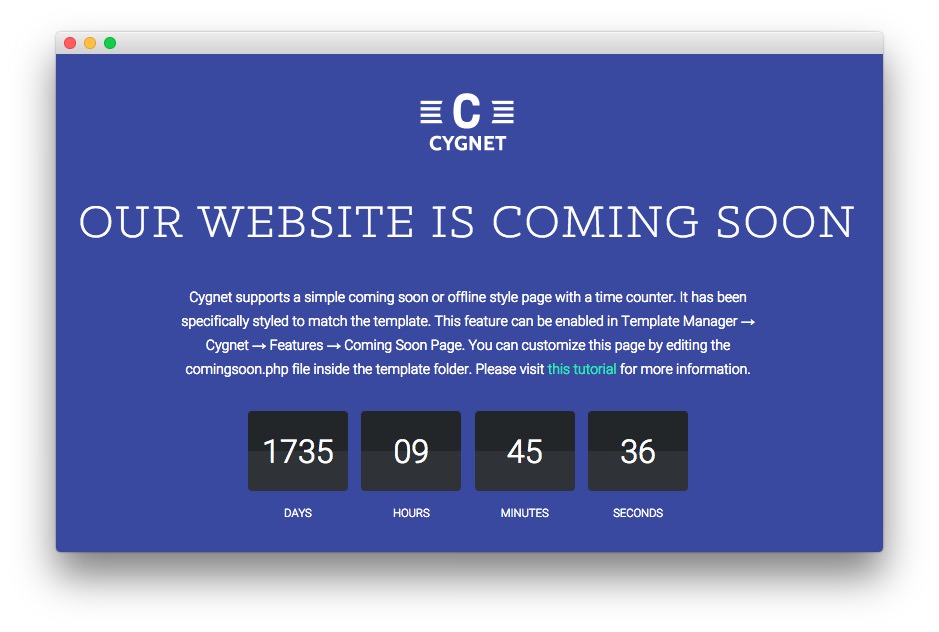 C
CYGNET
OUR WEBSITE IS COMING SOON
Cygnet supports a simple coming soon or offline style page with a time counter. It has been
specifically styled to match the template. This feature can be enabled in Template Manager →
Cygnet → Features → Coming Soon Page. You can customize this page by editing the
comingsoon.php file inside the template folder. Please visit this tutorial for more information.
1735 09 45 36
DAYS HOURS MINUTES SECONDS